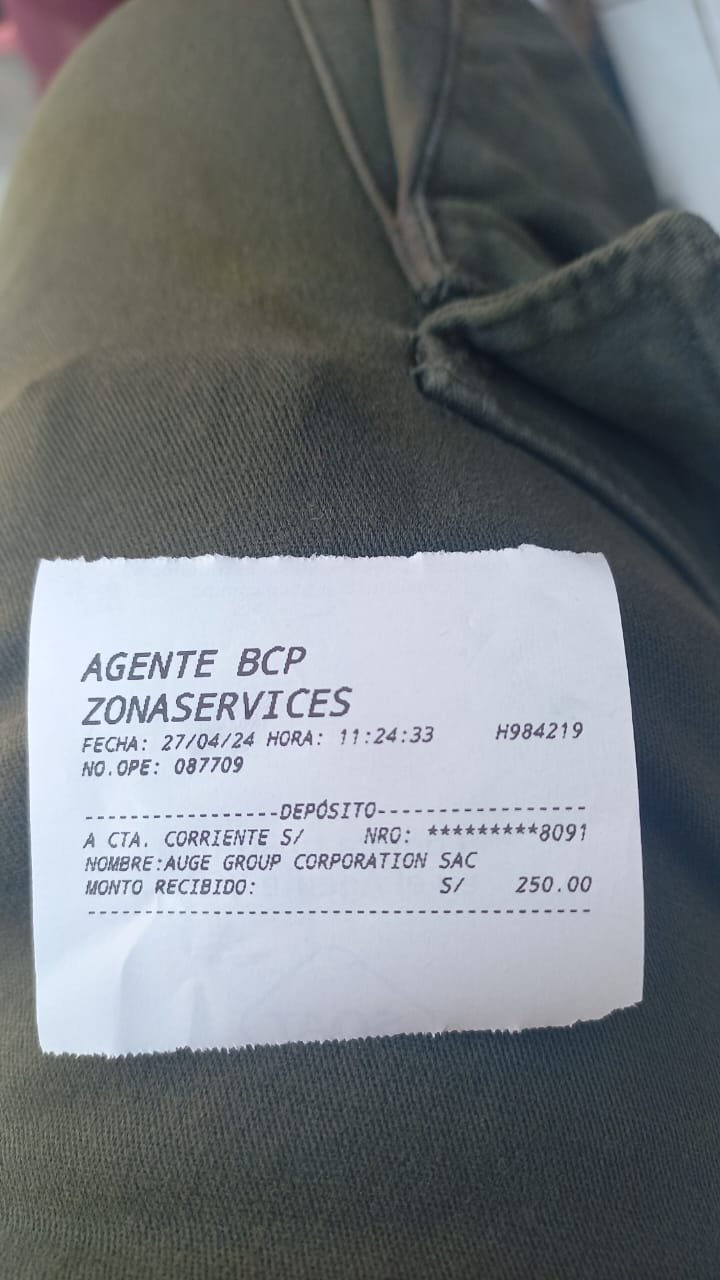 AGENTE BCP
ZONASERVICES
FECHA: 27/04/24 HORA: 11:24:33 H984219
NO.OPE: 087709
------------------DEPÓSITO-------------------
A CTA. CORRIENTE S/ NRO: *********8091
NOMBRE:AUGE GROUP CORPORATION SAC
MONTO RECIBIDO: S/ 250.00
---------------------------------------------